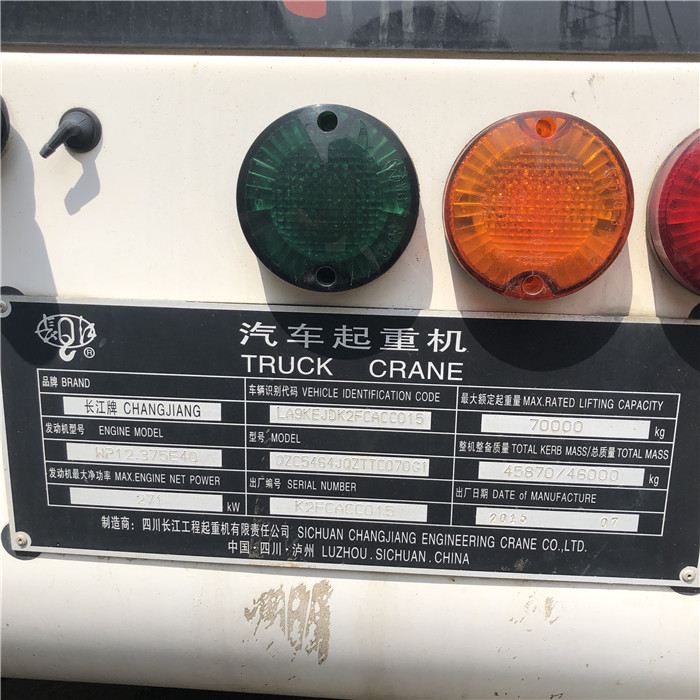 汽车起重机
TRUCK CRANE
®
品牌 BRAND
长江牌 CHANGJIANG
车辆识别代码 VEHICLE IDENTIFICATION CODE
LA9KEJDK2FCACC015
最大额定起重量 MAX.RATED LIFTING CAPACITY
70000 kg
发动机型号 ENGINE MODEL
WP12.375E40
型号 MODEL
QZC5464JQZTTC070G1
整机整备质量 TOTAL KERB MASS/总质量 TOTAL MASS
45870/46000 kg
发动机最大净功率 MAX.ENGINE NET POWER
271 kW
出厂编号 SERIAL NUMBER
K2FCACC015
出厂日期 DATE of MANUFACTURE
2015 07
制造商：四川长江工程起重机有限责任公司 SICHUAN CHANGJIANG ENGINEERING CRANE CO.,LTD.
中国·四川·泸州 LUZHOU.SICHUAN.CHINA